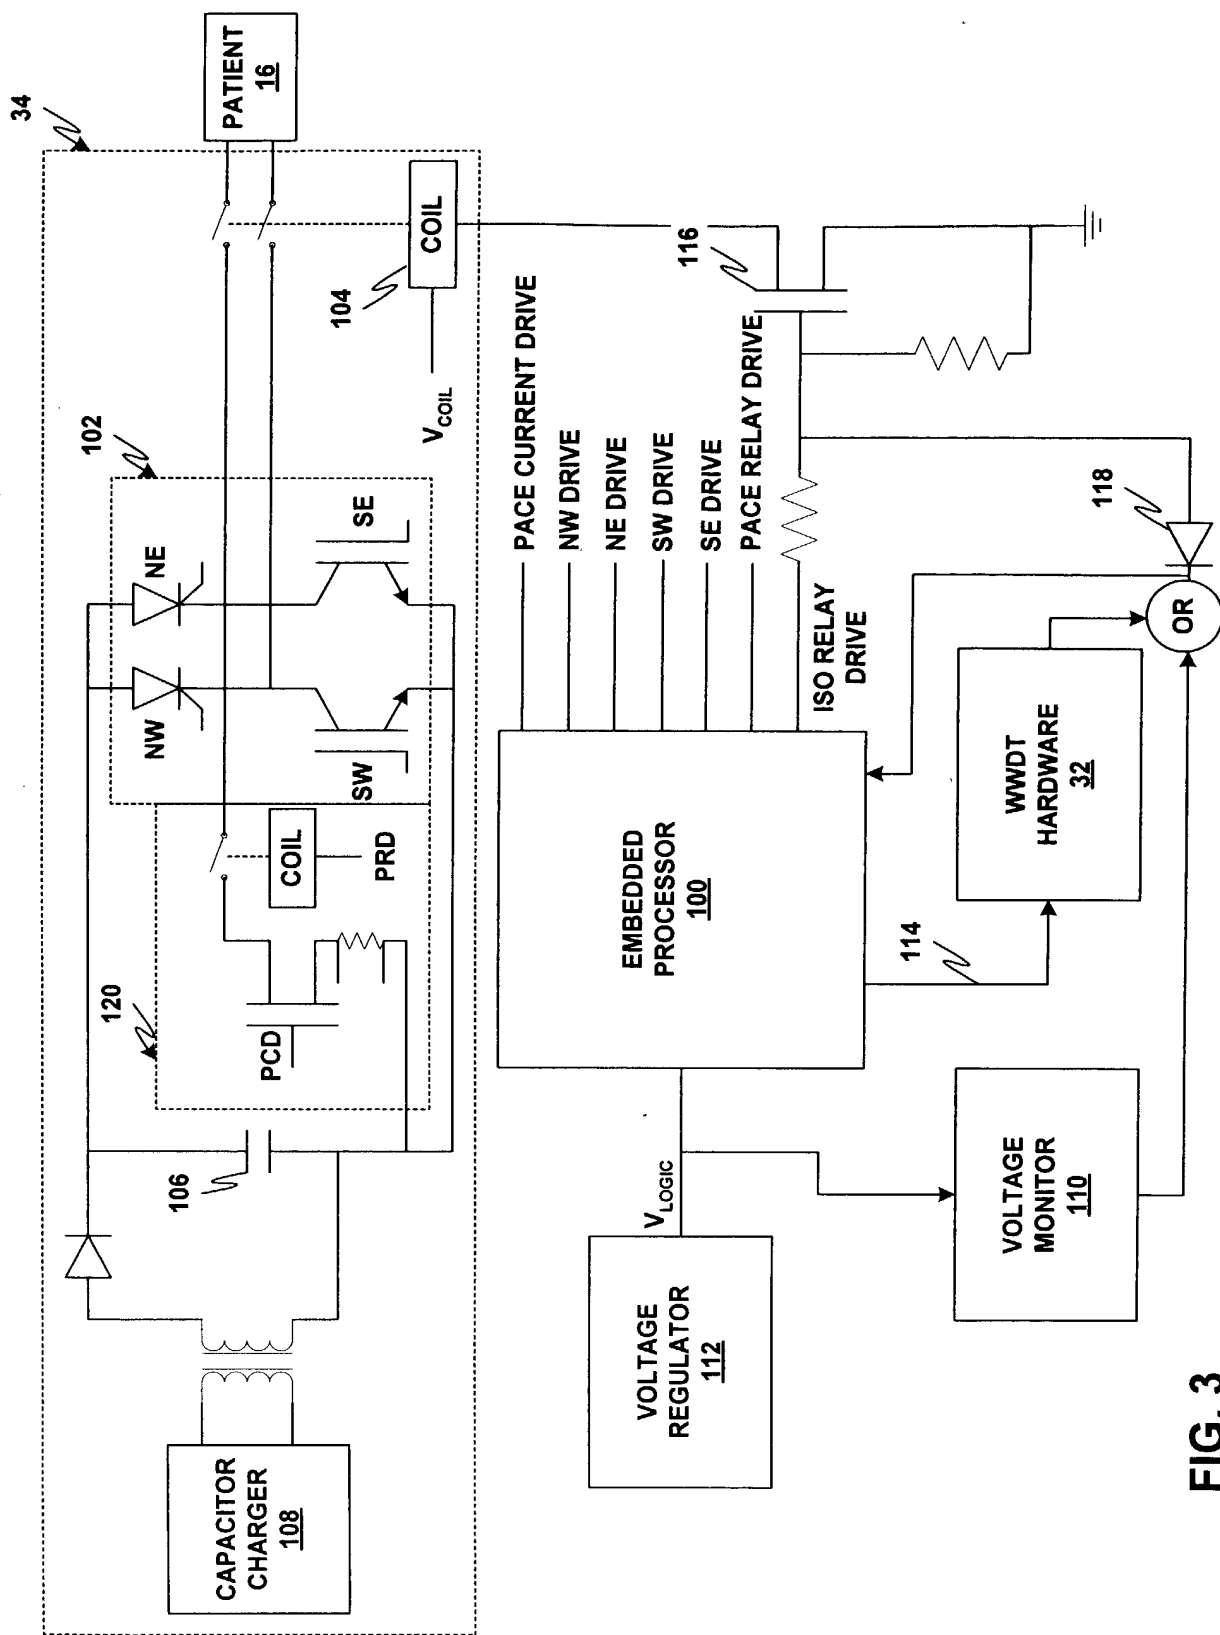 34
PATIENT
16
104
COIL
V_COIL
102
NE
SE
NW
SW
120
COIL
PRD
PCD
106
CAPACITOR
CHARGER
108
116
PACE CURRENT DRIVE
NW DRIVE
NE DRIVE
SW DRIVE
SE DRIVE
PACE RELAY DRIVE
ISO RELAY
DRIVE
EMBEDDED
PROCESSOR
100
118
OR
WWDT
HARDWARE
32
114
V_LOGIC
VOLTAGE
REGULATOR
112
VOLTAGE
MONITOR
110
FIG. 3